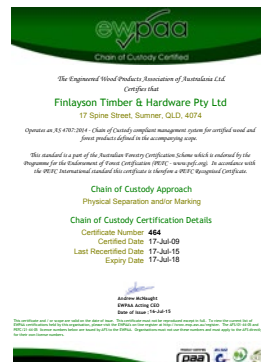 ewpaa
Chain of Custody Certified
The Engineered Wood Products Association of Australasia Ltd.
Certifies that
Finlayson Timber & Hardware Pty Ltd
17 Spine Street, Sumner, QLD, 4074
Operates an AS 4707:2014 - Chain of Custody compliant management system for certified wood and
forest products defined in the accompanying scope.
This standard is a part of the Australian Forestry Certification Scheme which is endorsed by the
Programme for the Endorsement of Forest Certification (PEFC - www.pefc.org). In accordance with
the PEFC International standard this certificate is therefore a PEFC Recognised Certificate.
Chain of Custody Approach
Physical Separation and/or Marking
Chain of Custody Certification Details
Certificate Number 464
Certified Date 17-Jul-09
Last Recertified Date 17-Jul-15
Expiry Date 17-Jul-18
Andrew McNaught
EWPAA Acting CEO
Date of Issue : 16-Jul-15
PEFC
paa